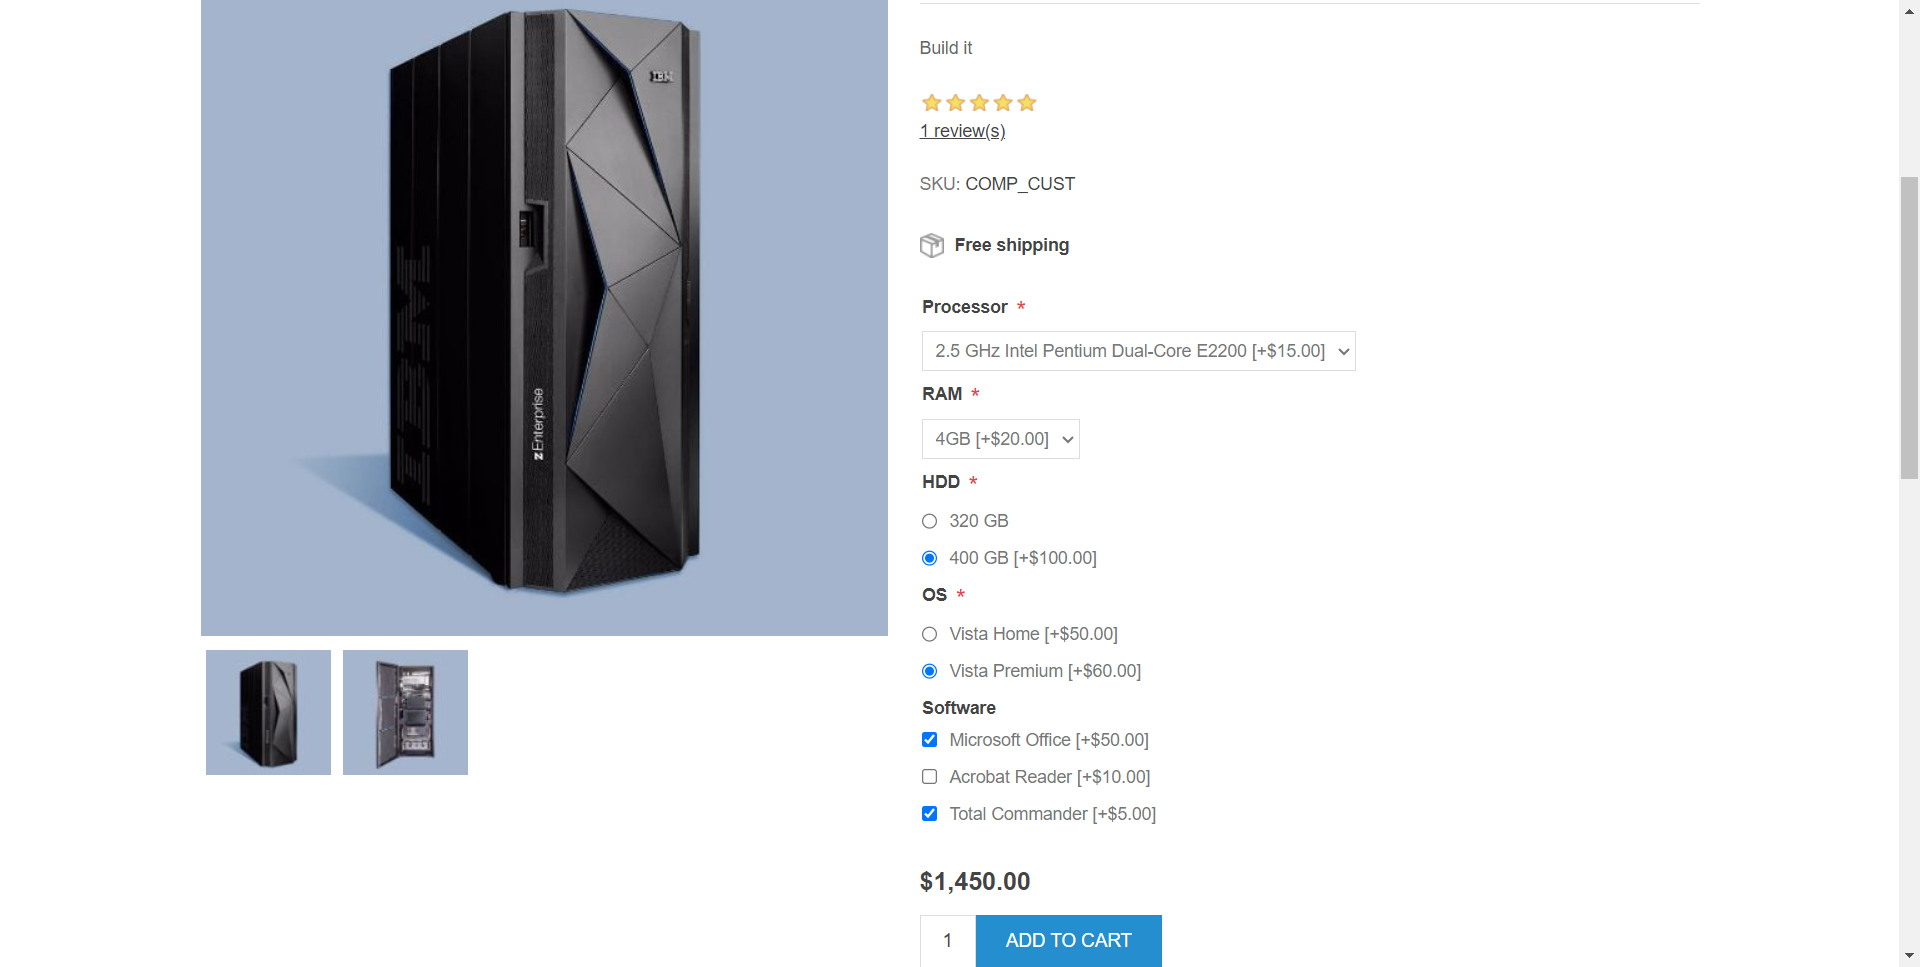 IBM
IBM
zEnterprise
Build it
1 review(s)
SKU: COMP_CUST
Free shipping
Processor *
2.5 GHz Intel Pentium Dual-Core E2200 [+$15.00]
RAM *
4GB [+$20.00]
HDD *
320 GB
400 GB [+$100.00]
OS *
Vista Home [+$50.00]
Vista Premium [+$60.00]
Software
Microsoft Office [+$50.00]
Acrobat Reader [+$10.00]
Total Commander [+$5.00]
$1,450.00
1 ADD TO CART